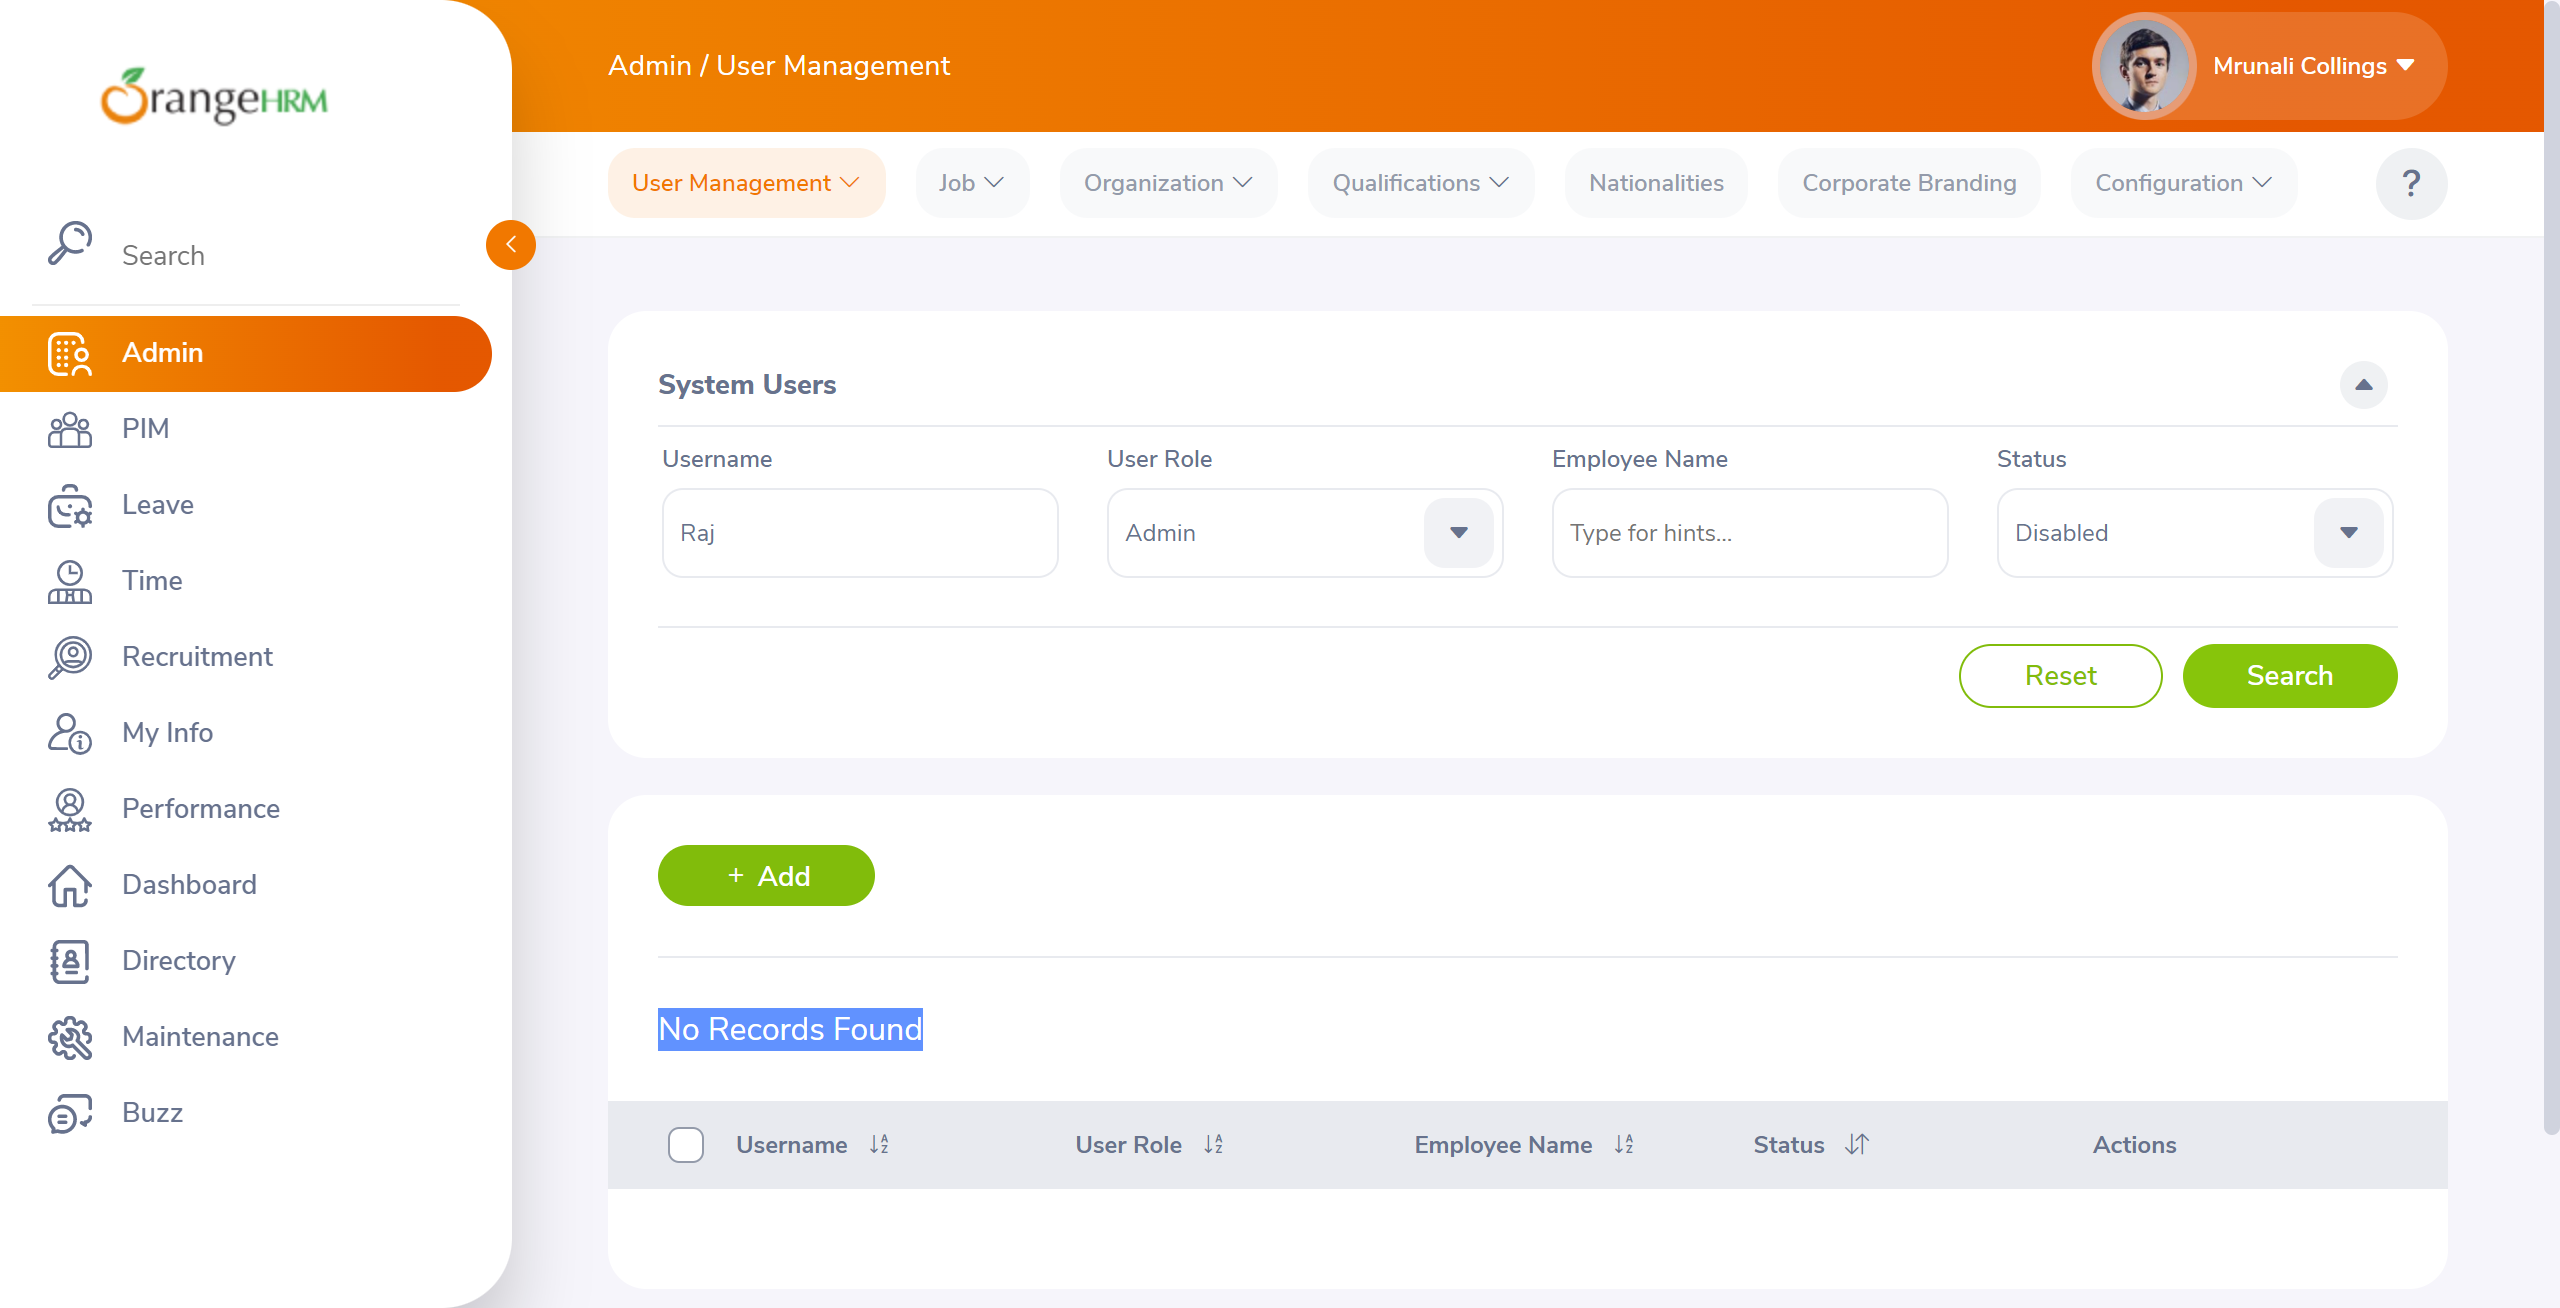 OrangeHRM
Search
Admin
PIM
Leave
Time
Recruitment
My Info
Performance
Dashboard
Directory
Maintenance
Buzz
Admin / User Management
Mrunali Collings
User Management
Job
Organization
Qualifications
Nationalities
Corporate Branding
Configuration
?
System Users
Username
User Role
Employee Name
Status
Raj
Admin
Type for hints...
Disabled
Reset
Search
+ Add
No Records Found
Username
User Role
Employee Name
Status
Actions